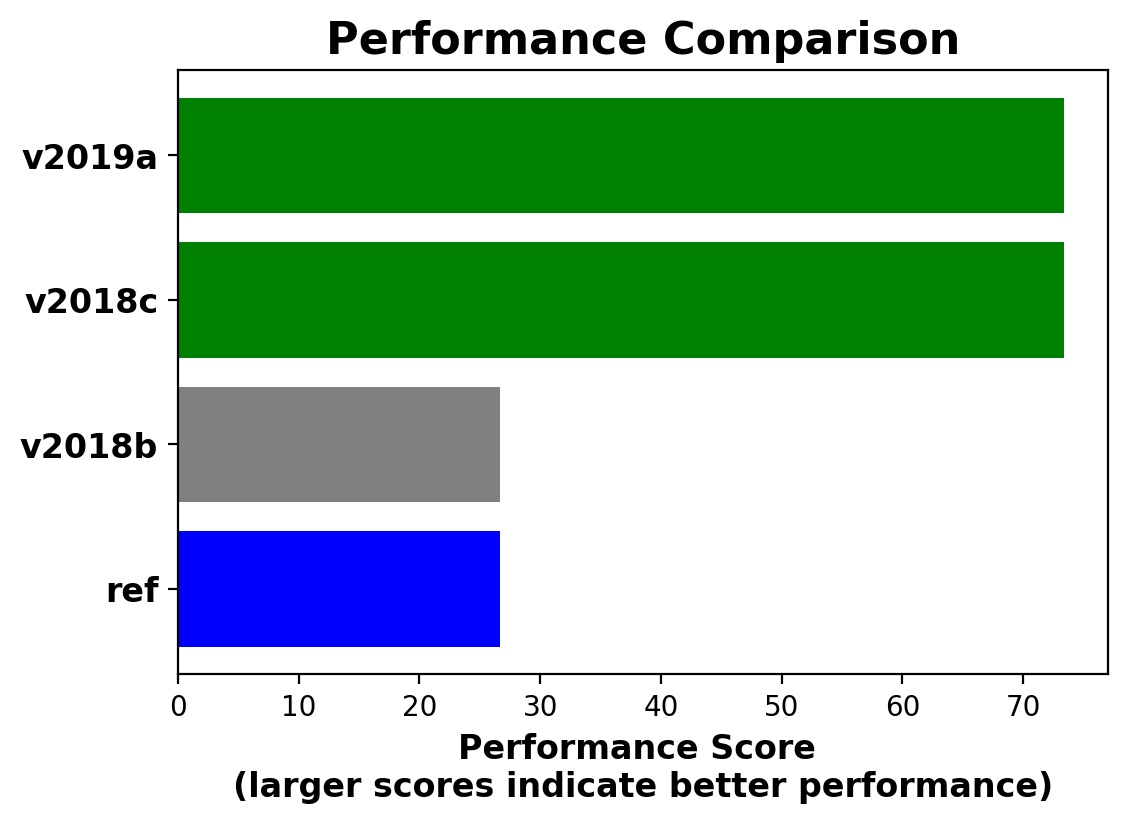 Performance Comparison
v2019a
v2018c
v2018b
ref
0 10 20 30 40 50 60 70
Performance Score
(larger scores indicate better performance)